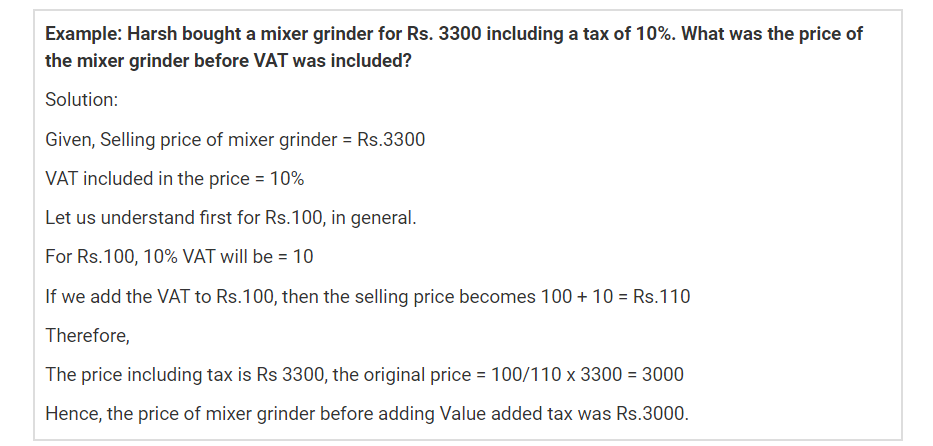 Example: Harsh bought a mixer grinder for Rs. 3300 including a tax of 10%. What was the price of
the mixer grinder before VAT was included?
Solution:
Given, Selling price of mixer grinder = Rs.3300
VAT included in the price = 10%
Let us understand first for Rs.100, in general.
For Rs.100, 10% VAT will be = 10
If we add the VAT to Rs.100, then the selling price becomes 100 + 10 = Rs.110
Therefore,
The price including tax is Rs 3300, the original price = 100/110 x 3300 = 3000
Hence, the price of mixer grinder before adding Value added tax was Rs.3000.